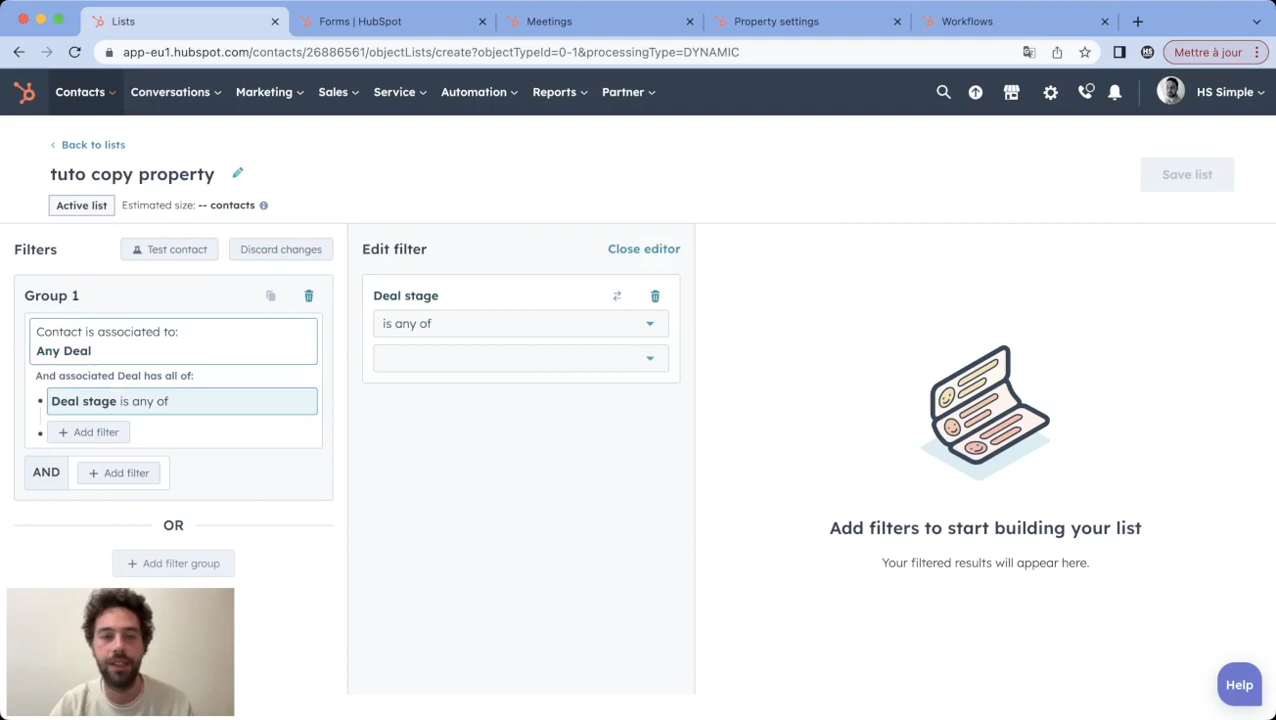 Lists
Forms | HubSpot
Meetings
Property settings
Workflows
app-eu1.hubspot.com/contacts/26886561/objectLists/create?objectTypeId=0-1&processingType=DYNAMIC
Mettre à jour
Contacts
Conversations
Marketing
Sales
Service
Automation
Reports
Partner
HS Simple
Back to lists
tuto copy property
Save list
Active list
Estimated size: -- contacts
Filters
Test contact
Discard changes
Edit filter
Close editor
Group 1
Contact is associated to:
Any Deal
And associated Deal has all of:
Deal stage is any of
+ Add filter
AND
+ Add filter
OR
+ Add filter group
Deal stage
is any of
Add filters to start building your list
Your filtered results will appear here.
Help